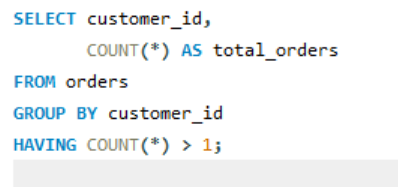 SELECT customer_id,
       COUNT(*) AS total_orders
FROM orders
GROUP BY customer_id
HAVING COUNT(*) > 1;